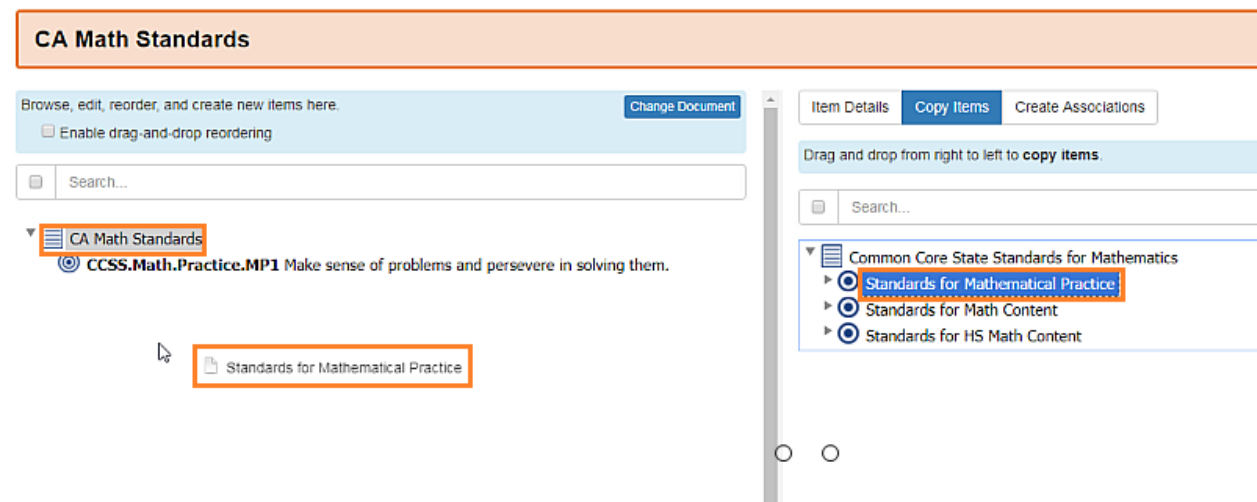 CA Math Standards
Browse, edit, reorder, and create new items here.
Change Document
Enable drag-and-drop reordering
Search...
CA Math Standards
CCSS.Math.Practice.MP1 Make sense of problems and persevere in solving them.
Standards for Mathematical Practice
Item Details
Copy Items
Create Associations
Drag and drop from right to left to copy items.
Search...
Common Core State Standards for Mathematics
Standards for Mathematical Practice
Standards for Math Content
Standards for HS Math Content